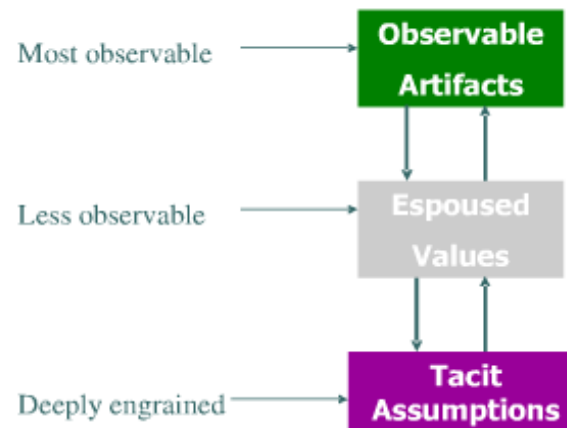 Most observable
Observable
Artifacts
Less observable
Espoused
Values
Deeply engrained
Tacit
Assumptions